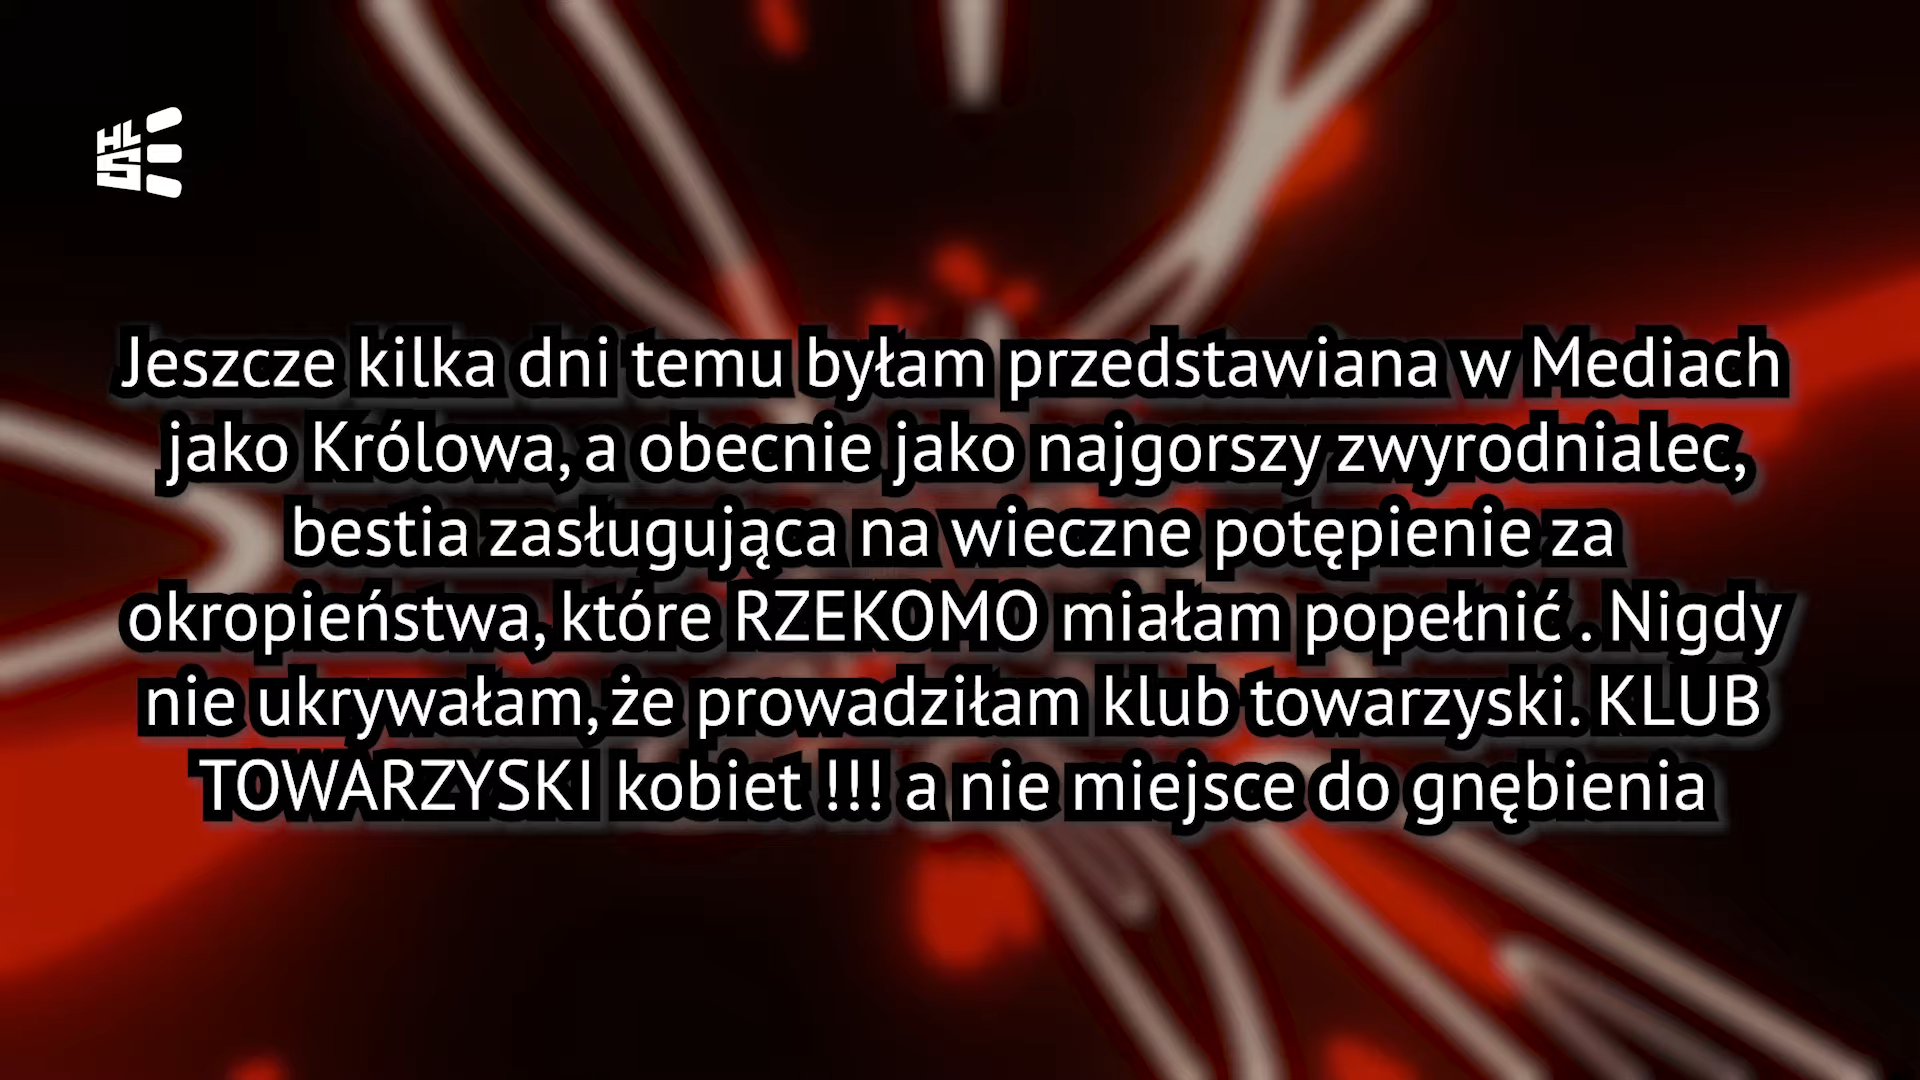 HL
S
Jeszcze kilka dni temu byłam przedstawiana w Mediach
jako Królowa, a obecnie jako najgorszy zwyrodnialec,
bestia zasługująca na wieczne potępienie za
okropieństwa, które RZEKOMO miałam popełnić . Nigdy
nie ukrywałam, że prowadziłam klub towarzyski. KLUB
TOWARZYSKI kobiet !!! a nie miejsce do gnębienia